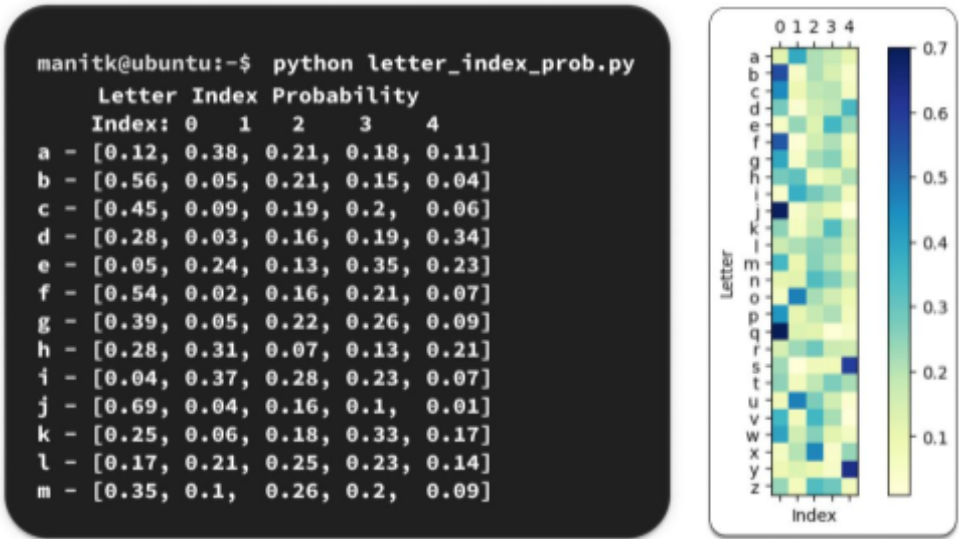 manitk@ubuntu:~$ python letter_index_prob.py
Letter Index Probability
Index: 0 1 2 3 4
a - [0.12, 0.38, 0.21, 0.18, 0.11]
b - [0.56, 0.05, 0.21, 0.15, 0.04]
c - [0.45, 0.09, 0.19, 0.2, 0.06]
d - [0.28, 0.03, 0.16, 0.19, 0.34]
e - [0.05, 0.24, 0.13, 0.35, 0.23]
f - [0.54, 0.02, 0.16, 0.21, 0.07]
g - [0.39, 0.05, 0.22, 0.26, 0.09]
h - [0.28, 0.31, 0.07, 0.13, 0.21]
i - [0.04, 0.37, 0.28, 0.23, 0.07]
j - [0.69, 0.04, 0.16, 0.1, 0.01]
k - [0.25, 0.06, 0.18, 0.33, 0.17]
l - [0.17, 0.21, 0.25, 0.23, 0.14]
m - [0.35, 0.1, 0.26, 0.2, 0.09]
0 1 2 3 4
a
b
c
d
e
f
g
h
i
j
k
l
m
n
o
p
q
r
s
t
u
v
w
x
y
z
Letter
Index
0.7
0.6
0.5
0.4
0.3
0.2
0.1